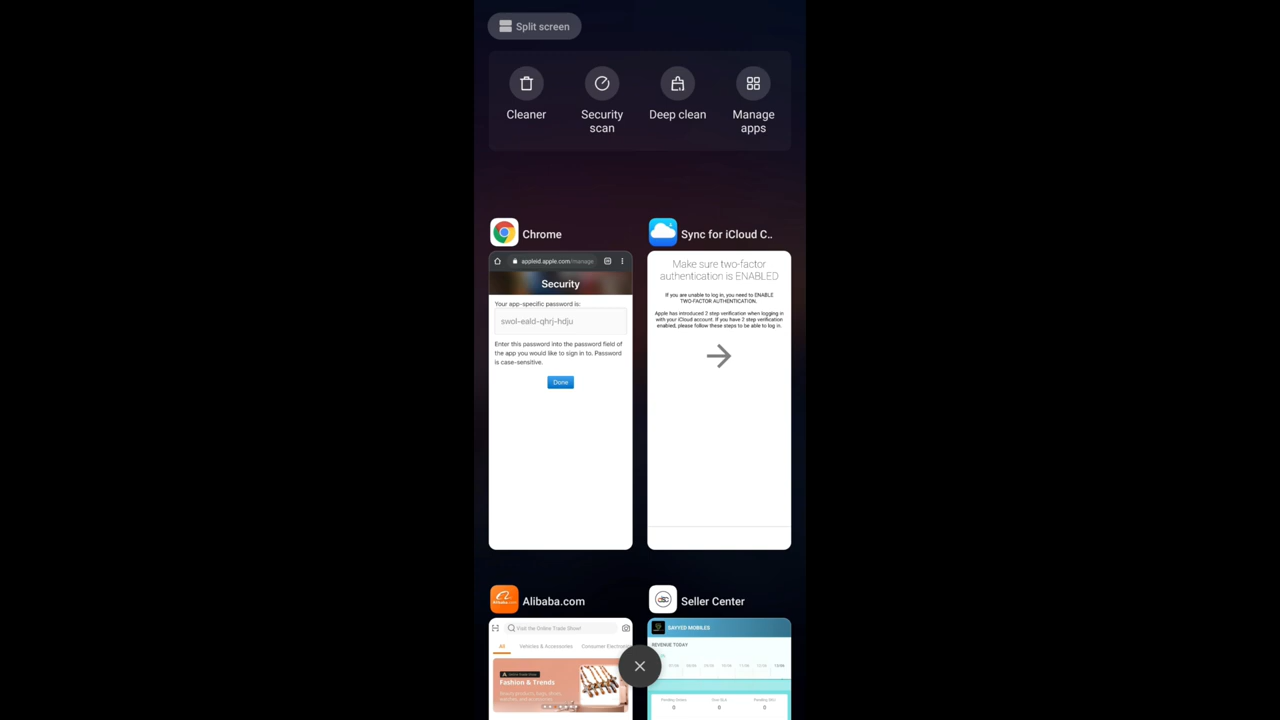 Split screen
Cleaner
Security
scan
Deep clean
Manage
apps
Chrome
Sync for iCloud C..
appleid.apple.com/manage
Security
Your app-specific password is:
swol-eald-qhrj-hdju
Enter this password into the password field of
the app you would like to sign in to. Password
is case-sensitive.
Done
Make sure two-factor
authentication is ENABLED
If you are unable to log in, you need to ENABLE
TWO-FACTOR AUTHENTICATION.
Apple has introduced 2 step verification when logging in
with your iCloud account. If you have 2 step verification
enabled, please follow these steps to be able to log in.
Alibaba.com
Seller Center
Visit the Online Trade Show!
All
Vehicles & Accessories
Consumer
Fashion & Trends
SAYYED MOBILES
REVENUE TODAY
Pending Orders
0
0
0